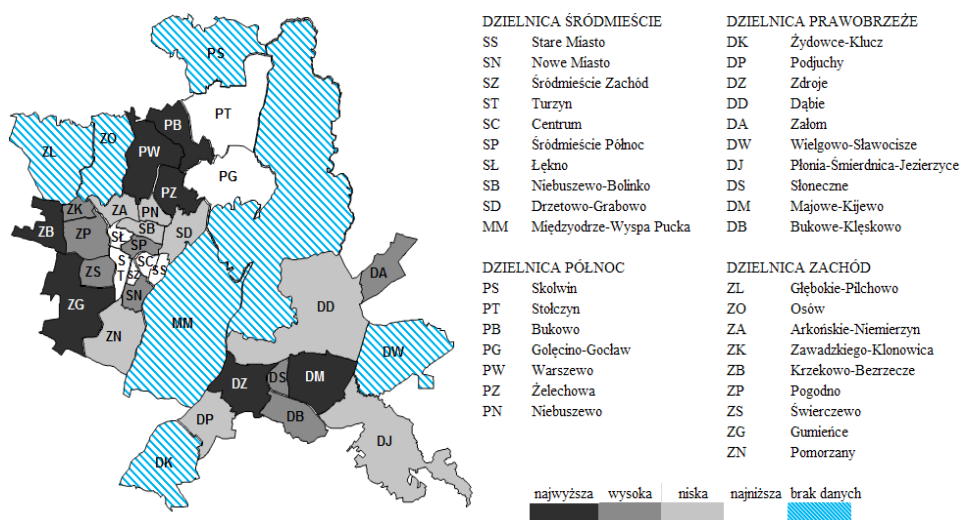 PS
PT
PB
ZO
ZL
PW
PG
PZ
ZK
ZA
PN
ZB
ZP
SB
SD
SŁ
SP
ZS
S
T
SC
SZ
SS
SN
DA
ZG
MM
DD
ZN
DW
DZ
DS
DM
DP
DB
DJ
DK
DZIELNICA ŚRÓDMIEŚCIE
SS Stare Miasto
SN Nowe Miasto
SZ Śródmieście Zachód
ST Turzyn
SC Centrum
SP Śródmieście Północ
SŁ Łękno
SB Niebuszewo-Bolinko
SD Drzetowo-Grabowo
MM Międzyodrze-Wyspa Pucka
DZIELNICA PÓŁNOC
PS Skolwin
PT Stołczyn
PB Bukowo
PG Golęcino-Gocław
PW Warszewo
PZ Żelechowa
PN Niebuszewo
DZIELNICA PRAWOBRZEŻE
DK Żydowce-Klucz
DP Podjuchy
DZ Zdroje
DD Dąbie
DA Załom
DW Wielgowo-Sławocisze
DJ Płonia-Śmierdnica-Jezierzyce
DS Słoneczne
DM Majowe-Kijewo
DB Bukowe-Klęskowo
DZIELNICA ZACHÓD
ZL Głębokie-Pilchowo
ZO Osów
ZA Arkońskie-Niemierzyn
ZK Zawadzkiego-Klonowica
ZB Krzekowo-Bezrzecze
ZP Pogodno
ZS Świerczewo
ZG Gumieńce
ZN Pomorzany
najwyższa wysoka niska najniższa brak danych